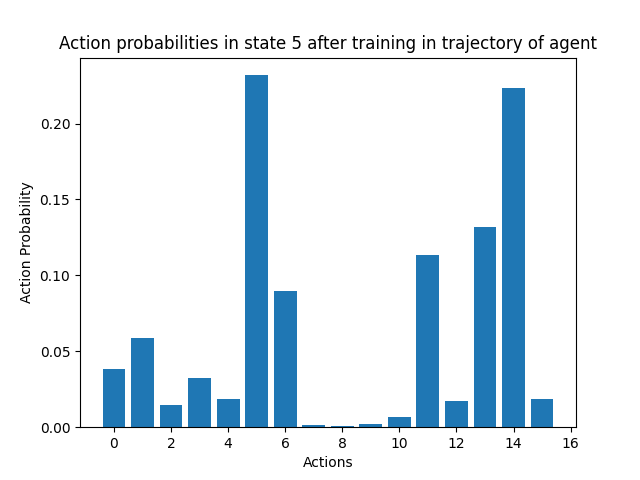 Action probabilities in state 5 after training in trajectory of agent
Action Probability
0.20
0.15
0.10
0.05
0.00
0 2 4 6 8 10 12 14 16
Actions